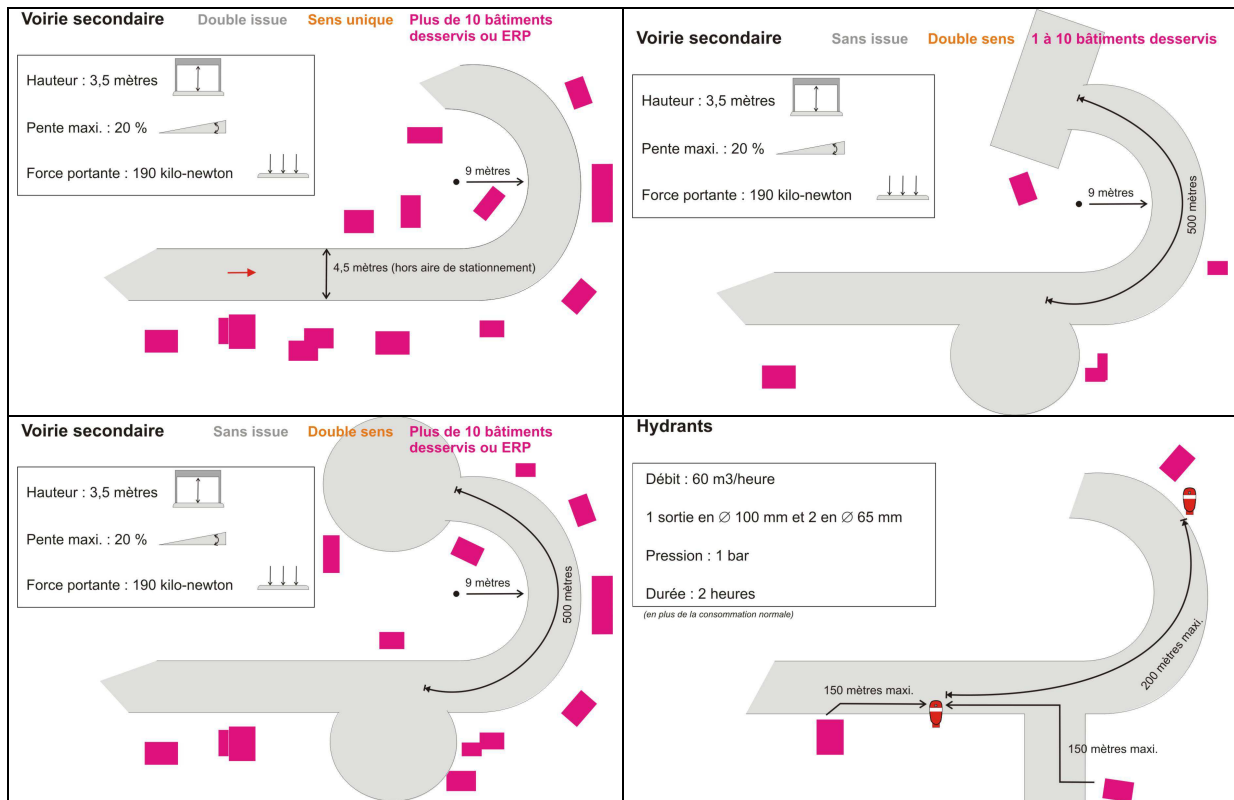 Voirie secondaire Double issue Sens unique Plus de 10 bâtiments
desservis ou ERP
Hauteur : 3,5 mètres
Pente maxi. : 20 %
Force portante : 190 kilo-newton
9 mètres
4,5 mètres (hors aire de stationnement)
Voirie secondaire Sans issue Double sens 1 à 10 bâtiments desservis
Hauteur : 3,5 mètres
Pente maxi. : 20 %
Force portante : 190 kilo-newton
9 mètres
500 mètres
Voirie secondaire Sans issue Double sens Plus de 10 bâtiments
desservis ou ERP
Hauteur : 3,5 mètres
Pente maxi. : 20 %
Force portante : 190 kilo-newton
9 mètres
500 mètres
Hydrants
Débit : 60 m3/heure
1 sortie en ∅ 100 mm et 2 en ∅ 65 mm
Pression : 1 bar
Durée : 2 heures
(en plus de la consommation normale)
200 mètres maxi.
150 mètres maxi.
150 mètres maxi.